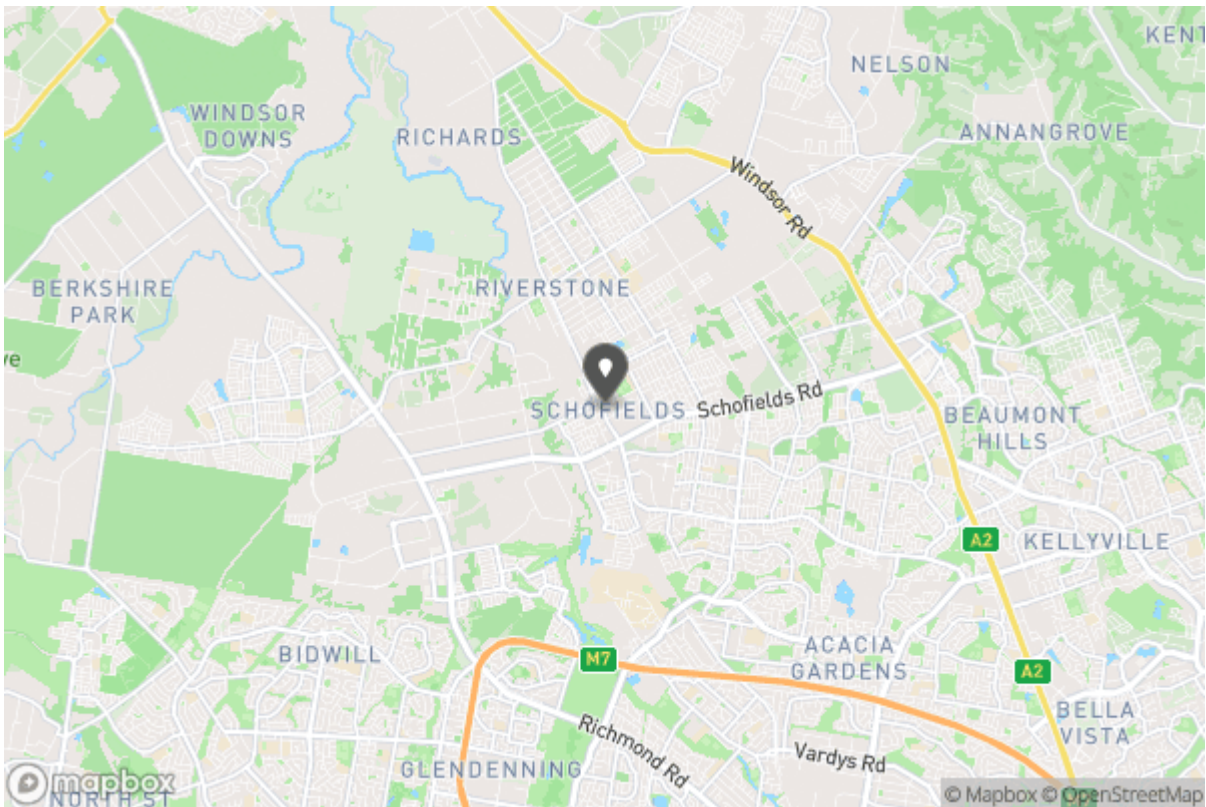 KENT
NELSON
WINDSOR
DOWNS
RICHARDS
ANNANGROVE
Windsor Rd
BERKSHIRE
PARK
RIVERSTONE
ve
SCHOFIELDS
Schofields Rd
BEAUMONT
HILLS
A2
KELLYVILLE
BIDWILL
M7
ACACIA
GARDENS
A2
BELLA
VISTA
Richmond Rd
Vardys Rd
GLENDENNING
mapbox
NORTH ST
© Mapbox © OpenStreetMap